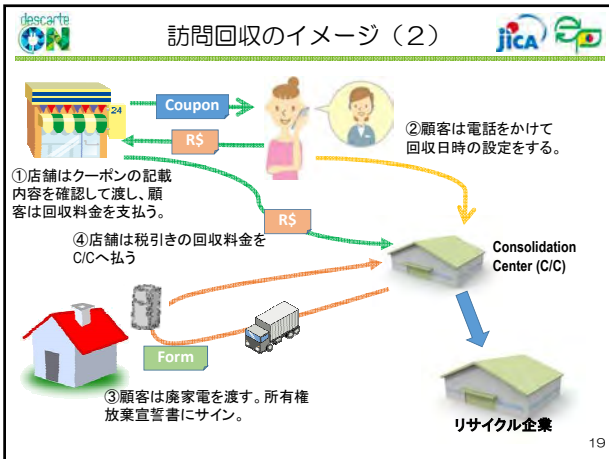 descarte
ON
訪問回収のイメージ（2）
jICA
24
Coupon
R$
①店舗はクーポンの記載
内容を確認して渡し、顧
客は回収料金を支払う。
②顧客は電話をかけて
回収日時の設定をする。
R$
④店舗は税引きの回収料金を
C/Cへ払う
Consolidation
Center (C/C)
Form
③顧客は廃家電を渡す。所有権
放棄宣誓書にサイン。
リサイクル企業
19